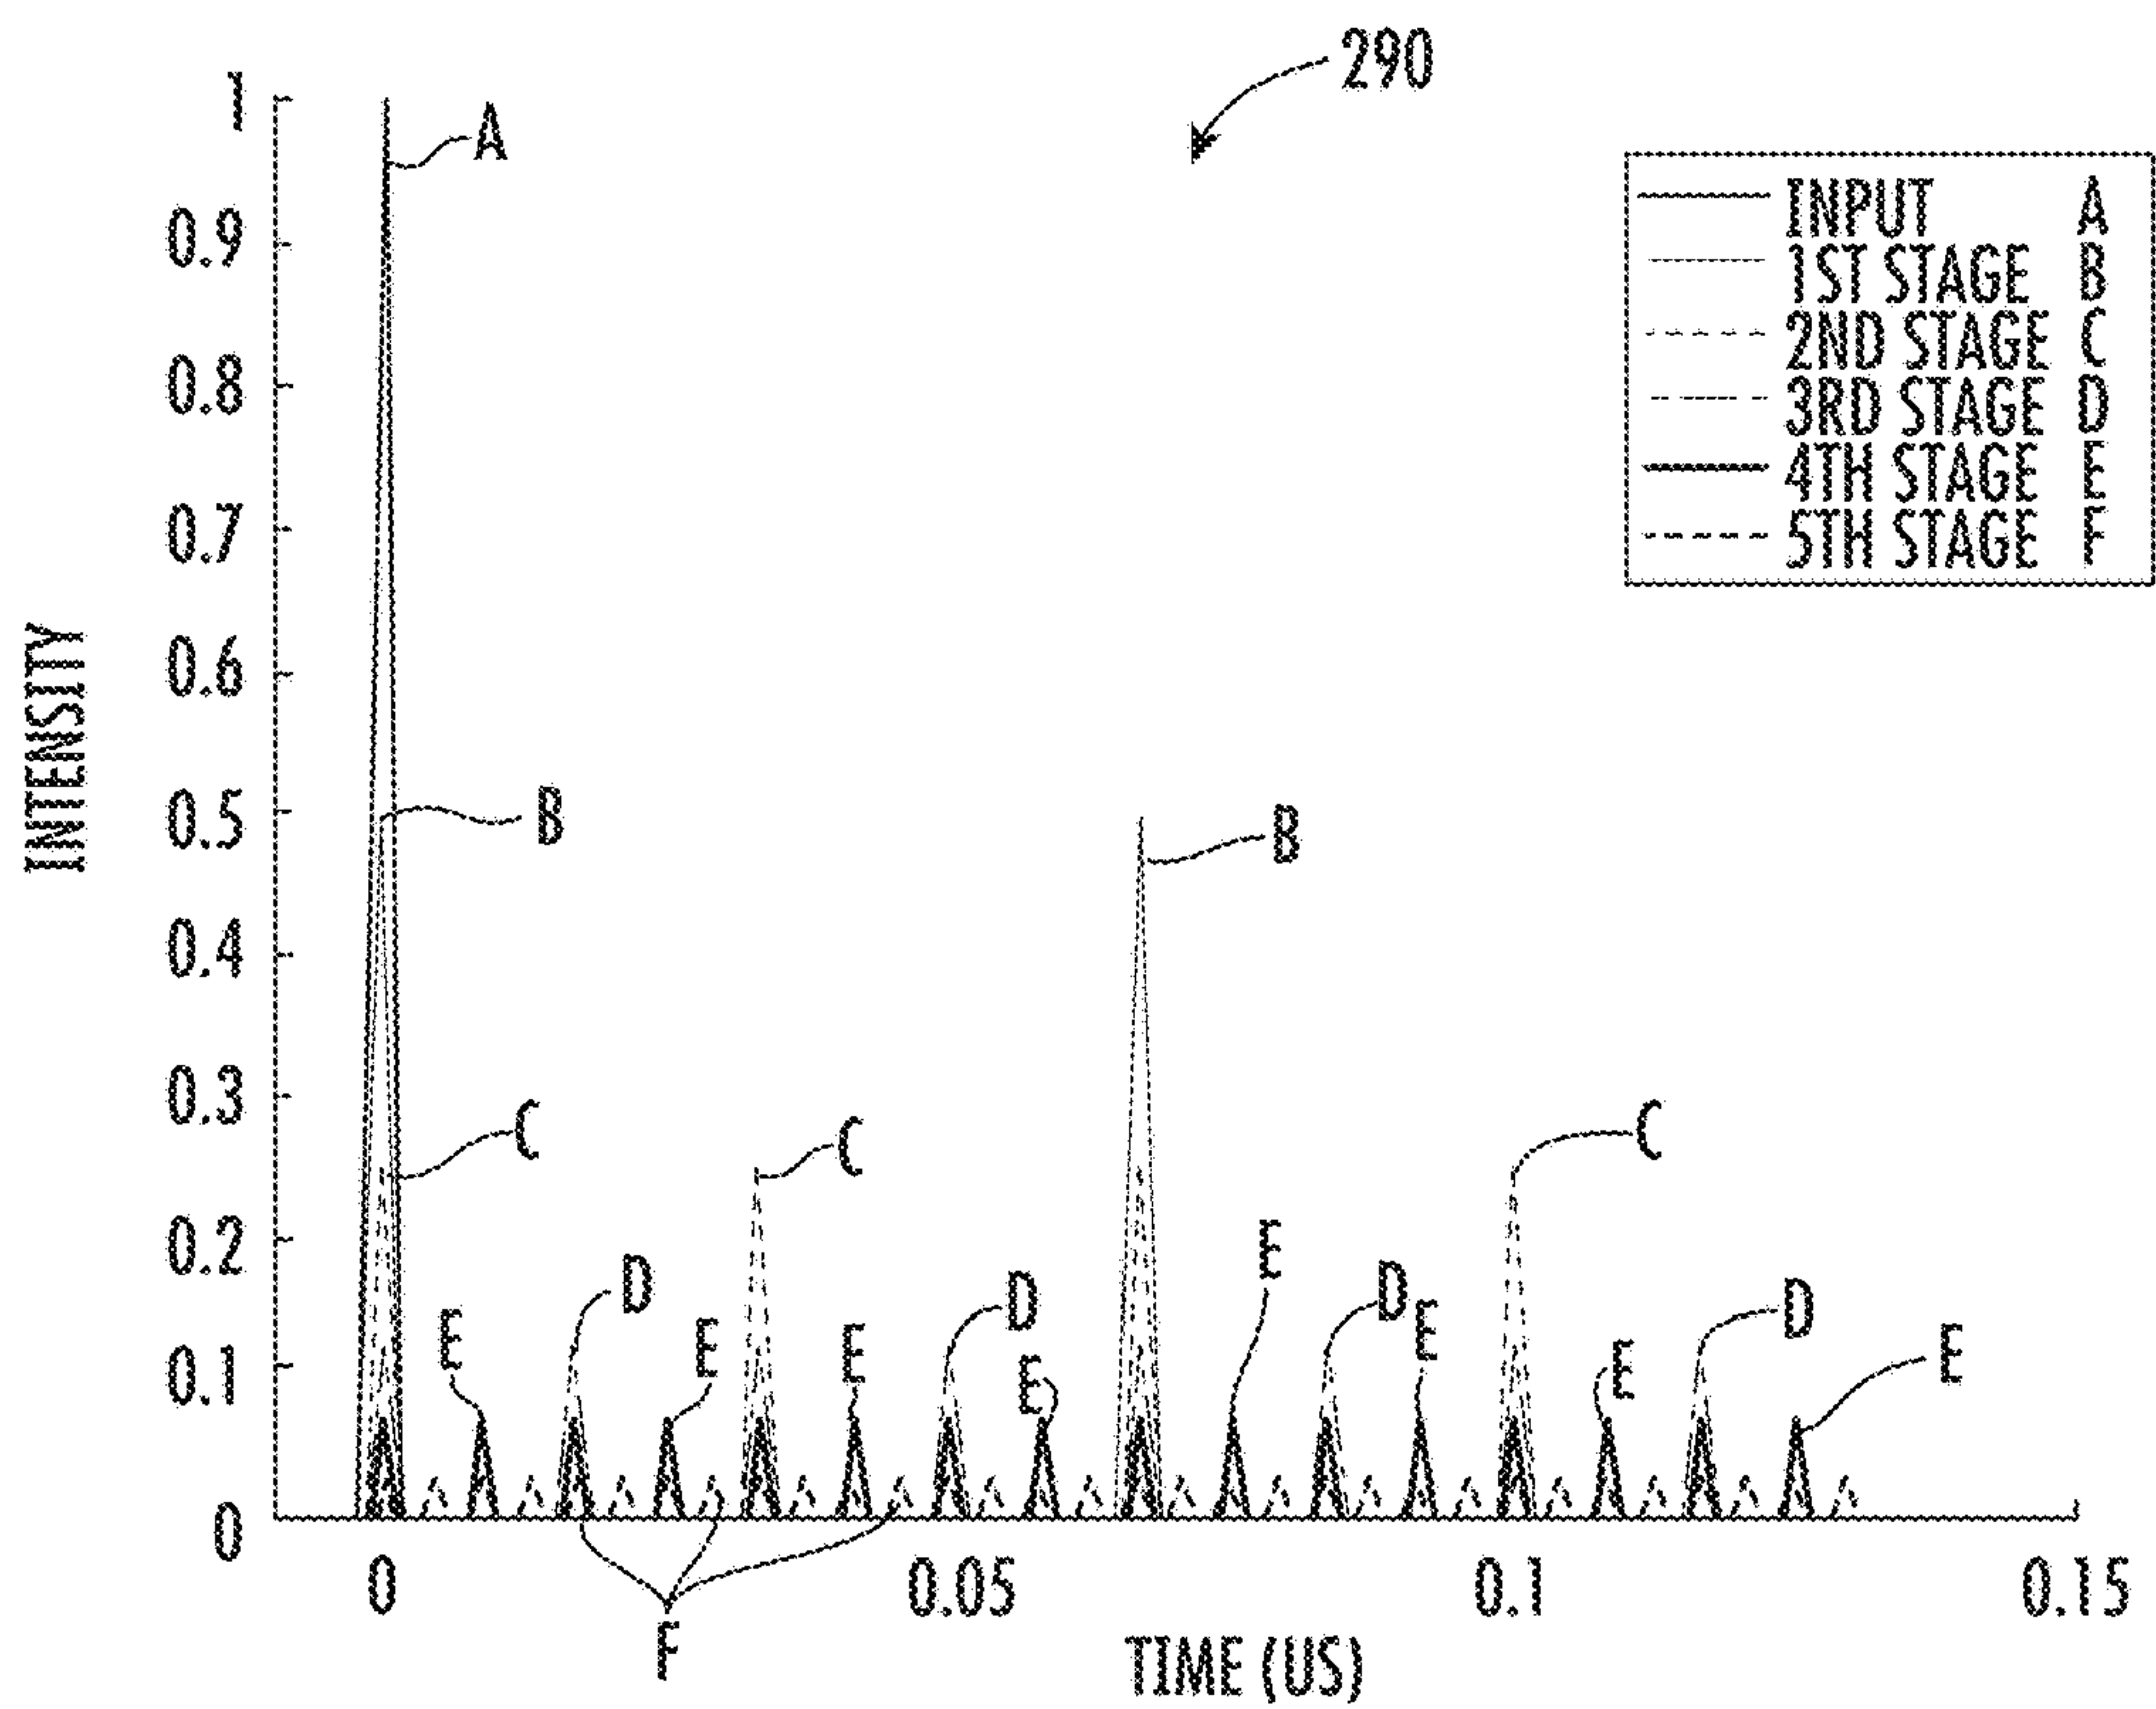 290
1
A
INPUT A
1ST STAGE B
2ND STAGE C
3RD STAGE D
4TH STAGE E
5TH STAGE F
0.9
0.8
0.7
0.6
INTENSITY
0.5
B
B
0.4
0.3
C
C
C
0.2
E
D
D
D
D
E
E
E
E
E
E
E
0.1
0
0
0.05
0.1
0.15
F
TIME (US)